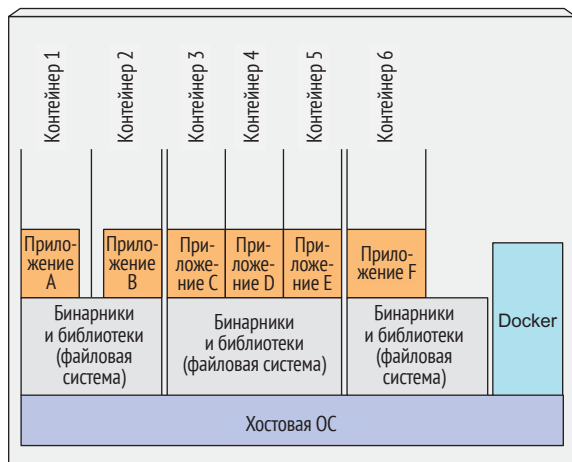 Контейнер 1
Контейнер 2
Контейнер 3
Контейнер 4
Контейнер 5
Контейнер 6
Прило-
жение
A
Прило-
жение
B
При-
ложе-
ние C
При-
ложе-
ние D
При-
ложе-
ние E
Прило-
жение F
Бинарники
и библиотеки
(файловая
система)
Бинарники
и библиотеки
(файловая система)
Бинарники
и библиотеки
(файловая
система)
Docker
Хостовая ОС